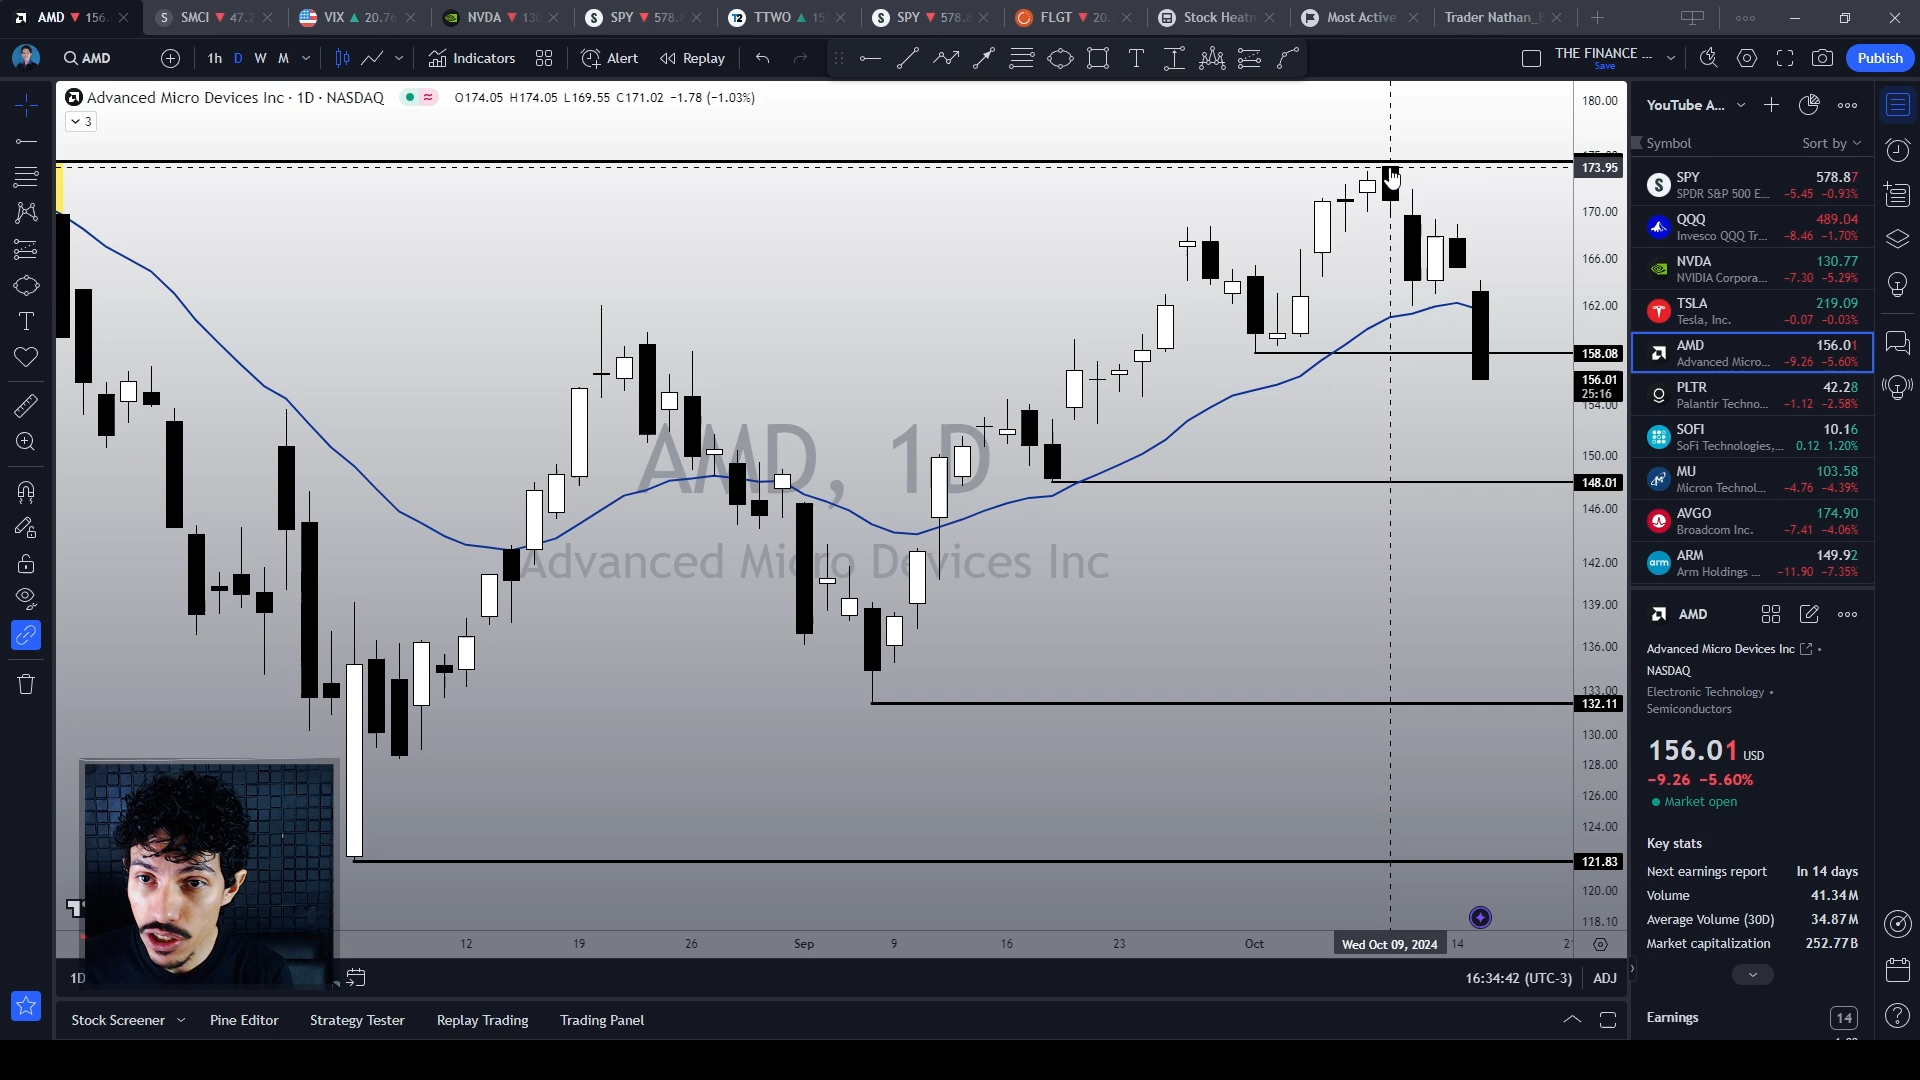 AMD ▼ 156.
SMCI ▼ 47.2
VIX ▲ 20.76
NVDA ▼ 130
SPY ▼ 578.8
TTWO ▲ 15
SPY ▼ 578.8
FLGT ▼ 20.
Stock Heatm
Most Active
Trader Nathan_
AMD
1h D W M
Indicators
Alert
Replay
THE FINANCE ...
Save
Publish
Advanced Micro Devices Inc · 1D · NASDAQ
O174.05 H174.05 L169.55 C171.02 −1.78 (−1.03%)
3
AMD, 1D
Advanced Micro Devices Inc
180.00
173.95
170.00
166.00
162.00
158.08
156.01
25:16
154.00
150.00
148.01
146.00
142.00
139.00
136.00
133.00
132.11
130.00
128.00
126.00
124.00
121.83
120.00
118.10
12
19
26
Sep
9
16
23
Oct
Wed Oct 09, 2024
14
1D
16:34:42 (UTC-3)
ADJ
Stock Screener
Pine Editor
Strategy Tester
Replay Trading
Trading Panel
YouTube A...
Symbol
Sort by
SPY 578.87
SPDR S&P 500 E... −5.45 −0.93%
QQQ 489.04
Invesco QQQ Tr... −8.46 −1.70%
NVDA 130.77
NVIDIA Corpora... −7.30 −5.29%
TSLA 219.09
Tesla, Inc. −0.07 −0.03%
AMD 156.01
Advanced Micro... −9.26 −5.60%
PLTR 42.28
Palantir Techno... −1.12 −2.58%
SOFI 10.16
SoFi Technologies,... 0.12 1.20%
MU 103.58
Micron Technol... −4.76 −4.39%
AVGO 174.90
Broadcom Inc. −7.41 −4.06%
ARM 149.92
Arm Holdings ... −11.90 −7.35%
AMD
Advanced Micro Devices Inc •
NASDAQ
Electronic Technology •
Semiconductors
156.01 USD
−9.26 −5.60%
Market open
Key stats
Next earnings report In 14 days
Volume 41.34M
Average Volume (30D) 34.87M
Market capitalization 252.77B
Earnings 14